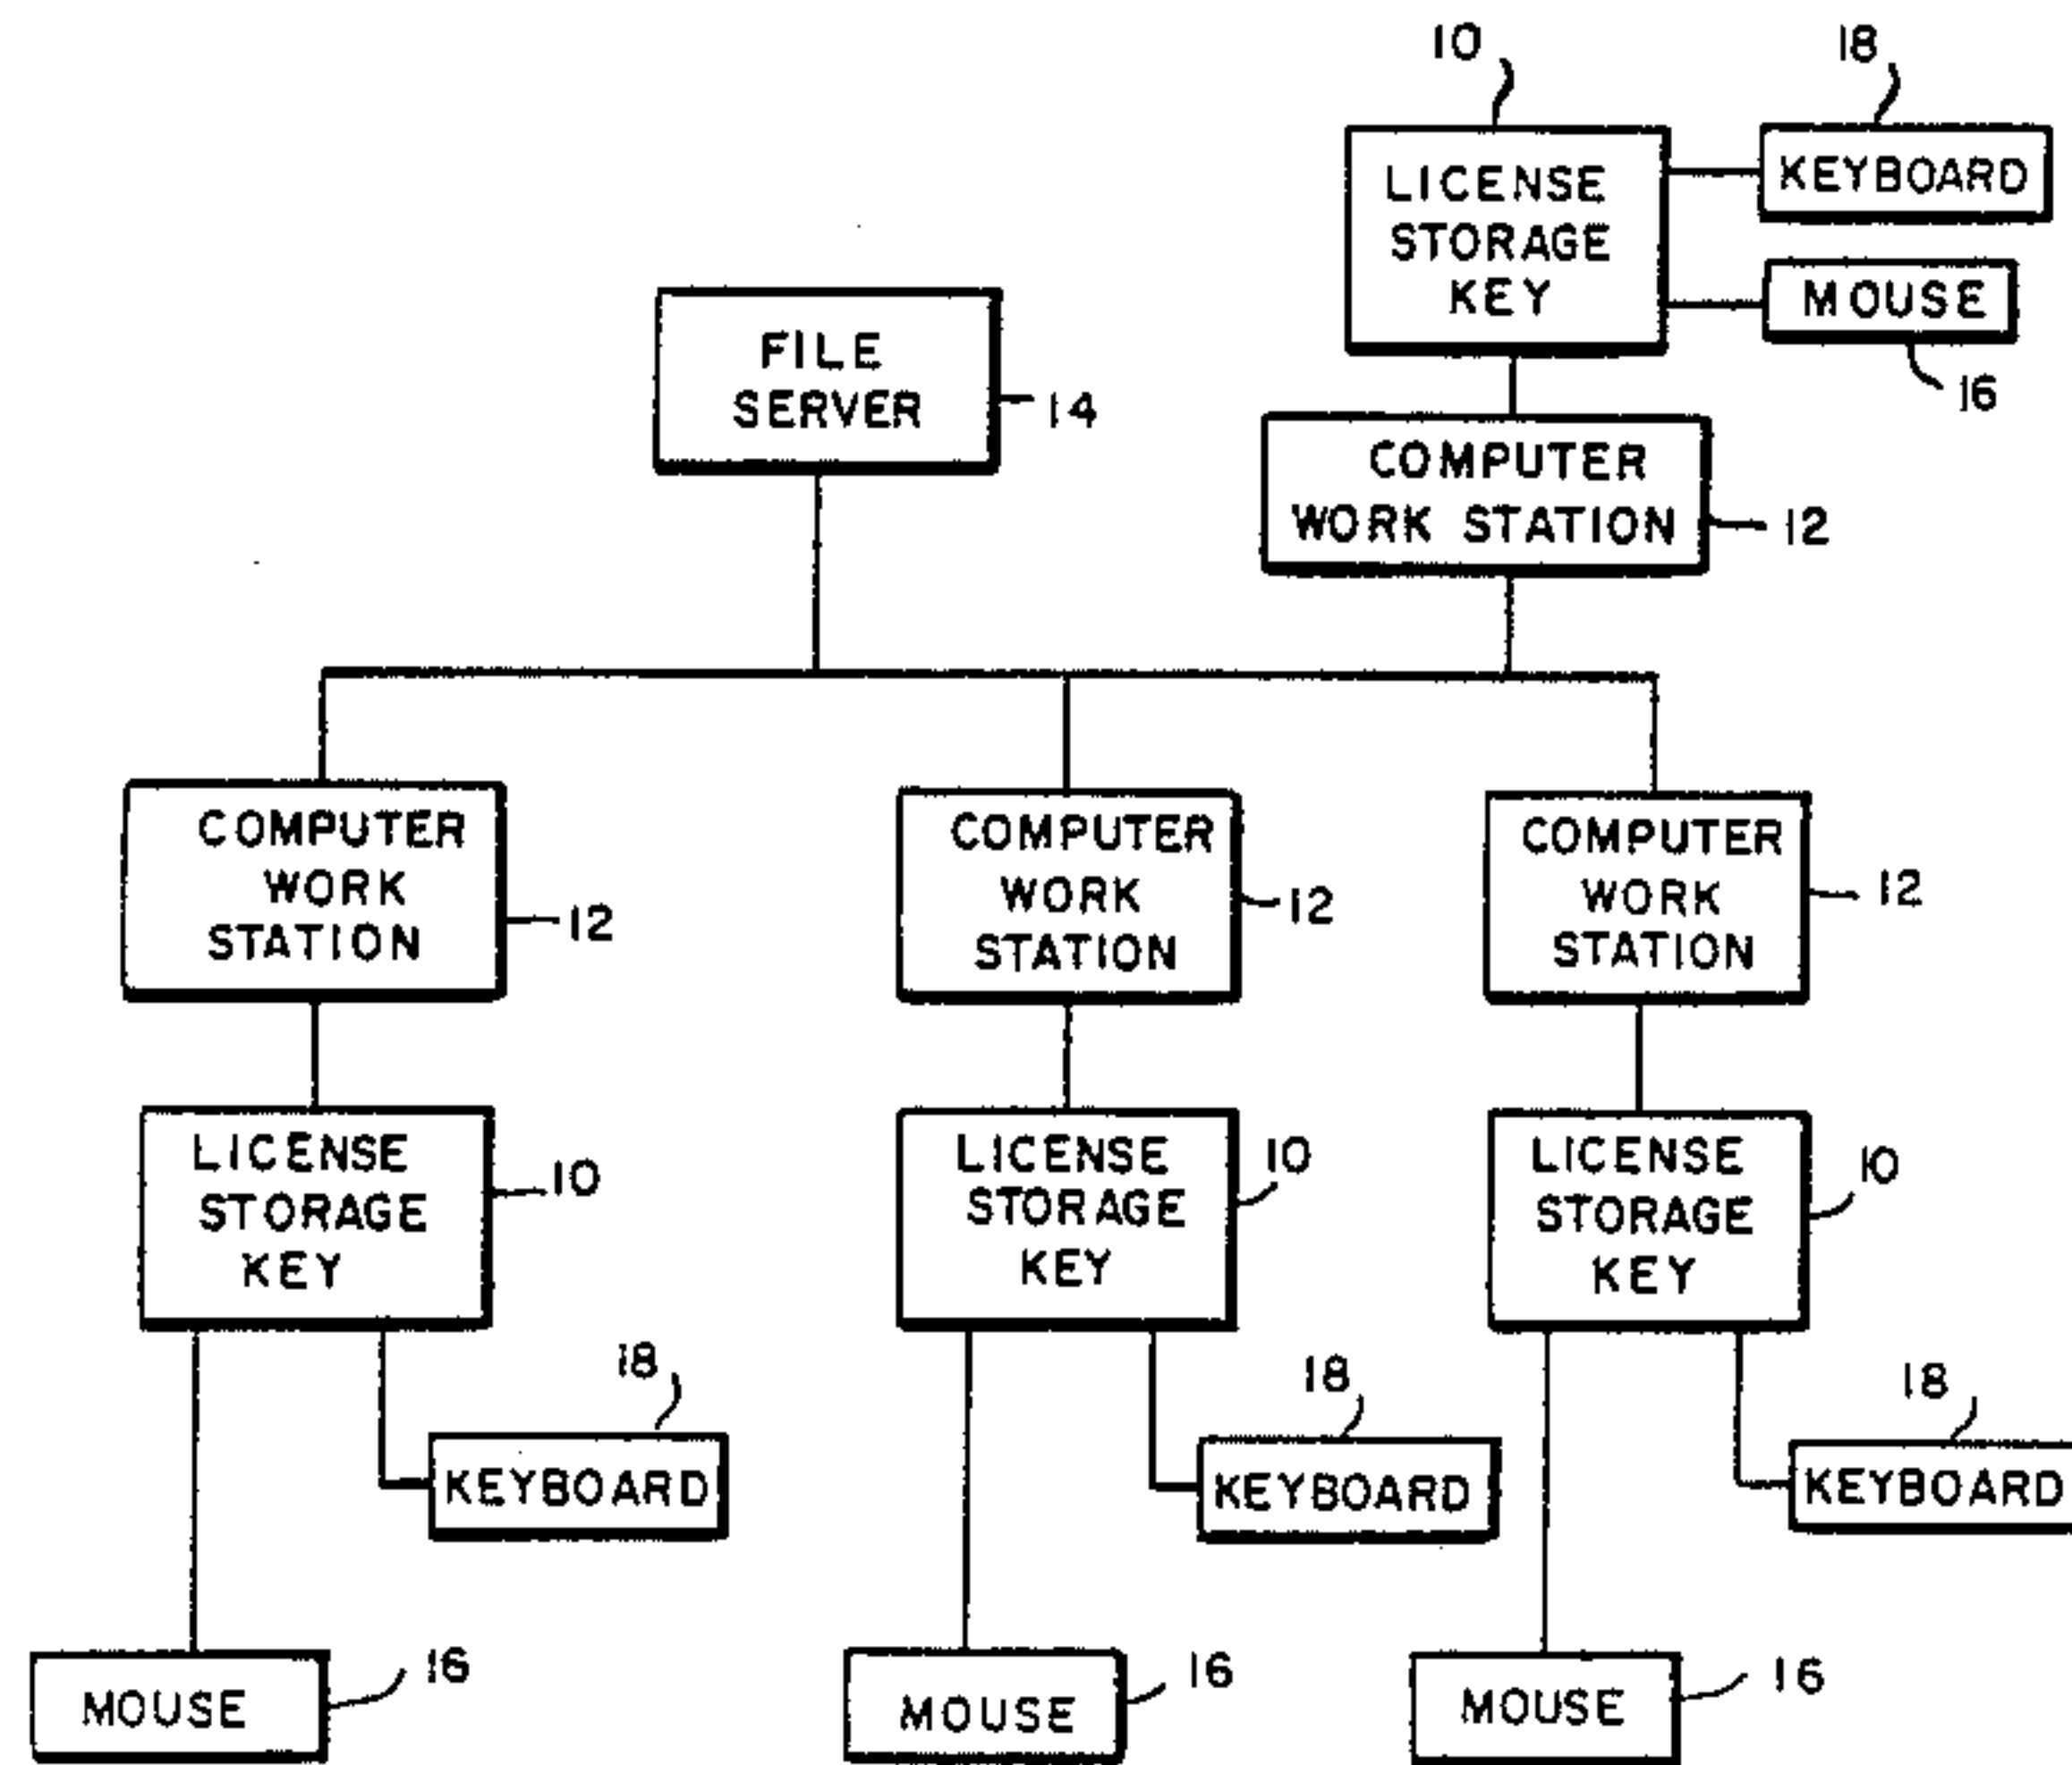 10
18
LICENSE
STORAGE
KEY
KEYBOARD
MOUSE
16
FILE
SERVER
14
COMPUTER
WORK STATION
12
COMPUTER
WORK
STATION
12
COMPUTER
WORK
STATION
12
COMPUTER
WORK
STATION
12
LICENSE
STORAGE
KEY
10
LICENSE
STORAGE
KEY
10
LICENSE
STORAGE
KEY
10
18
KEYBOARD
18
KEYBOARD
18
KEYBOARD
MOUSE
16
MOUSE
16
MOUSE
16